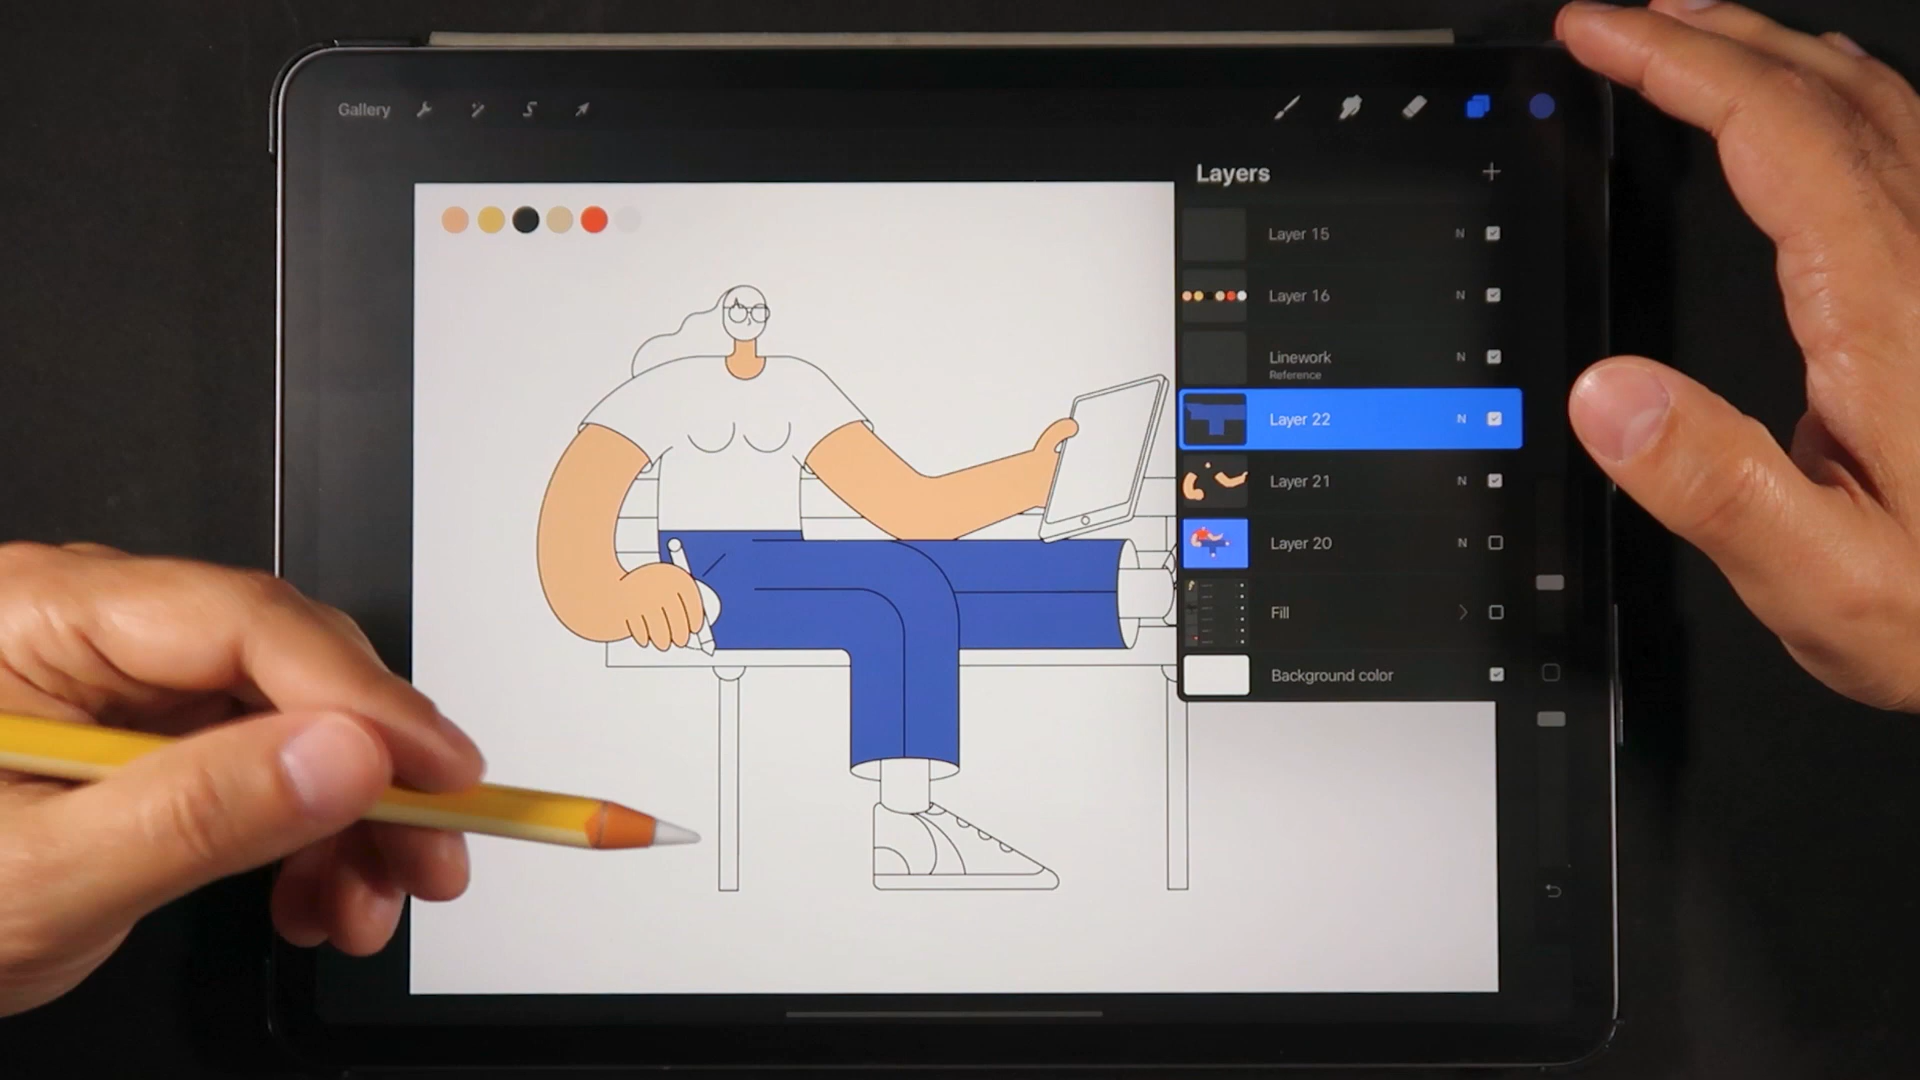 Gallery
Layers
Layer 15 N
Layer 16 N
Linework N
Reference
Layer 22 N
Layer 21 N
Layer 20 N
Fill
Background color